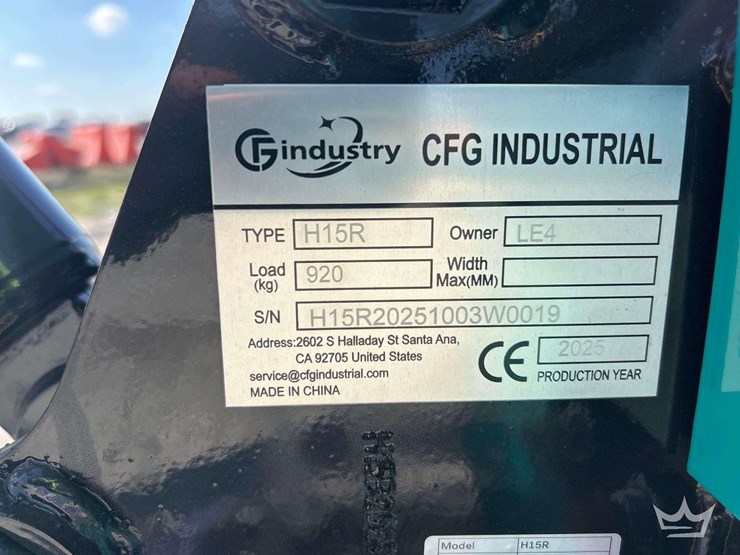 Findustry CFG INDUSTRIAL
TYPE H15R Owner LE4
Load (kg) 920 Width Max(MM)
S/N H15R20251003W0019
Address:2602 S Halladay St Santa Ana,
CA 92705 United States
service@cfgindustrial.com
MADE IN CHINA
CE 2025
PRODUCTION YEAR
Model H15R